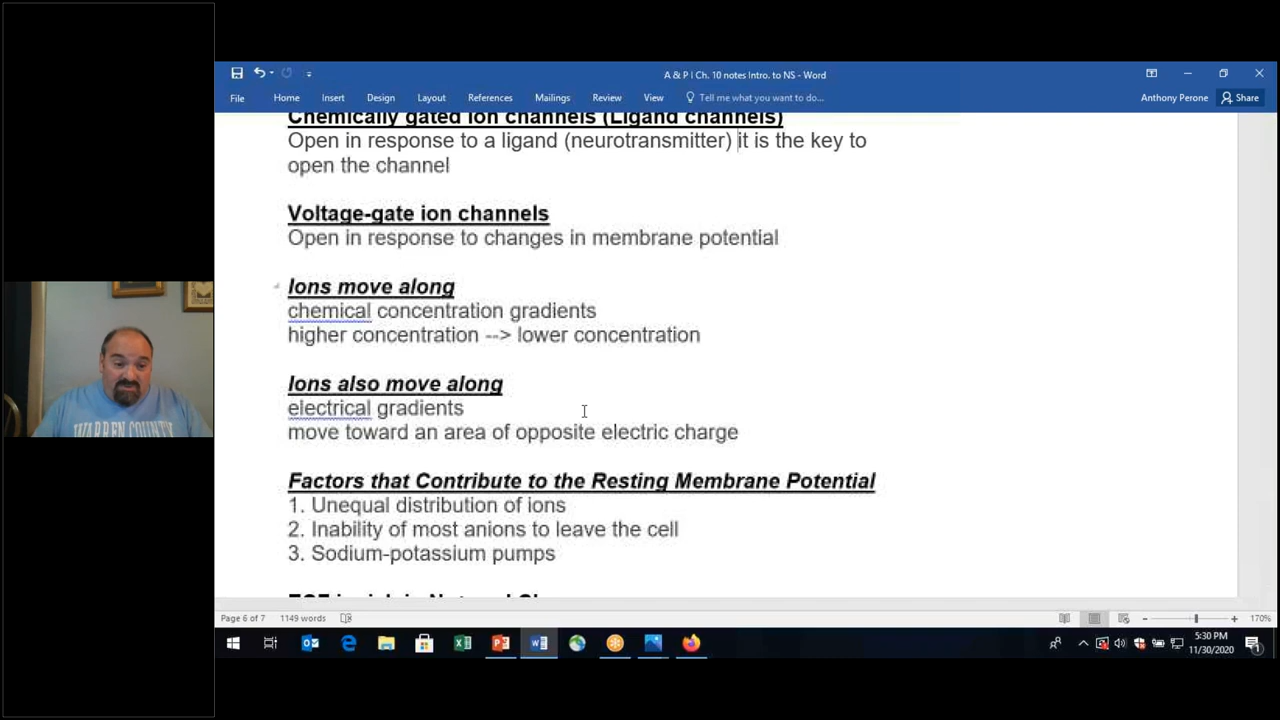 A & P I Ch. 10 notes Intro. to NS - Word
File Home Insert Design Layout References Mailings Review View Tell me what you want to do... Anthony Perone Share
Chemically gated ion channels (Ligand channels)
Open in response to a ligand (neurotransmitter) it is the key to
open the channel
Voltage-gate ion channels
Open in response to changes in membrane potential
Ions move along
chemical concentration gradients
higher concentration --> lower concentration
Ions also move along
electrical gradients
move toward an area of opposite electric charge
Factors that Contribute to the Resting Membrane Potential
1. Unequal distribution of ions
2. Inability of most anions to leave the cell
3. Sodium-potassium pumps
WARREN COUNTY
Page 6 of 7 1149 words 170%
5:30 PM
11/30/2020